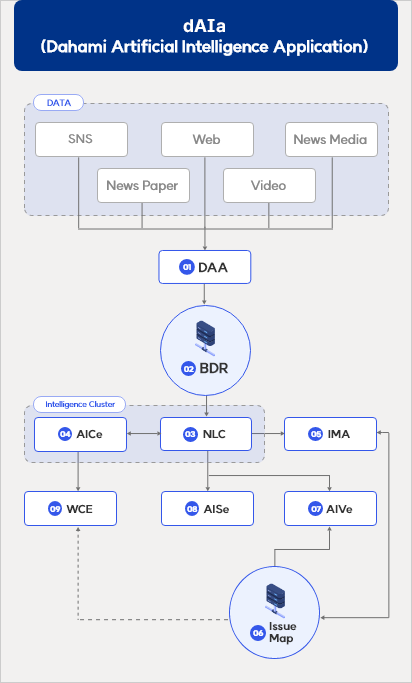 dAIa
(Dahami Artificial Intelligence Application)
DATA
SNS
Web
News Media
News Paper
Video
01 DAA
02 BDR
Intelligence Cluster
04 AICe
03 NLC
05 IMA
09 WCE
08 AISe
07 AIVe
06 Issue
Map